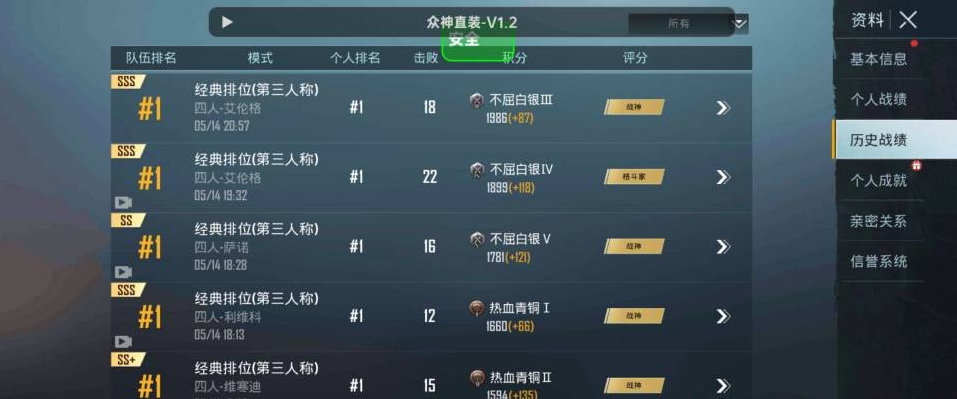 众神直装-V1.2
所有
安全
资料
队伍排名 模式 个人排名 击败 积分 评分
基本信息
个人战绩
历史战绩
个人成就
亲密关系
信誉系统
SSS
#1
经典排位(第三人称)
四人-艾伦格
05/14 20:57
#1
18
不屈白银III
1986(+87)
战神
SSS
#1
经典排位(第三人称)
四人-艾伦格
05/14 19:32
#1
22
不屈白银IV
1899(+118)
格斗家
SS
#1
经典排位(第三人称)
四人-萨诺
05/14 18:28
#1
16
不屈白银V
1781(+121)
战神
SSS
#1
经典排位(第三人称)
四人-利维科
05/14 18:13
#1
12
热血青铜I
1660(+66)
战神
SS+
#1
经典排位(第三人称)
四人-维寒迪
#1
15
热血青铜II
1594(+135)
战神